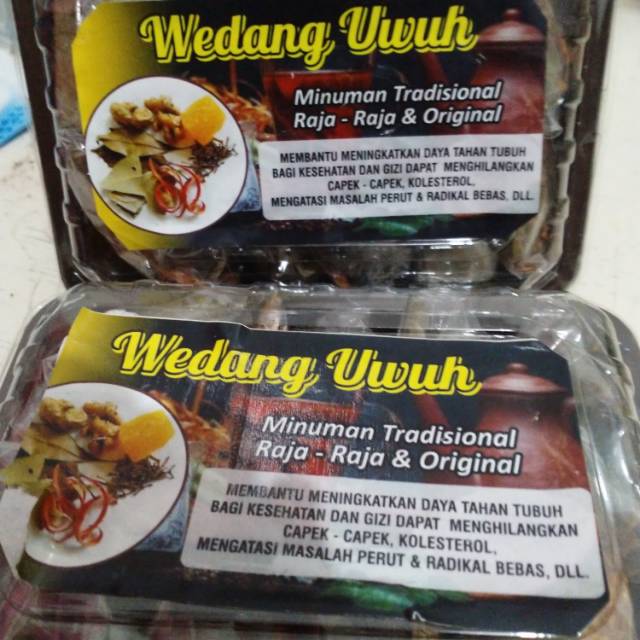 Wedang Uwuh
Minuman Tradisional
Raja - Raja & Original
MEMBANTU MENINGKATKAN DAYA TAHAN TUBUH
BAGI KESEHATAN DAN GIZI DAPAT MENGHILANGKAN
CAPEK - CAPEK, KOLESTEROL,
MENGATASI MASALAH PERUT & RADIKAL BEBAS, DLL.
Wedang Uwuh
Minuman Tradisional
Raja - Raja & Original
MEMBANTU MENINGKATKAN DAYA TAHAN TUBUH
BAGI KESEHATAN DAN GIZI DAPAT MENGHILANGKAN
CAPEK - CAPEK, KOLESTEROL,
MENGATASI MASALAH PERUT & RADIKAL BEBAS, DLL.